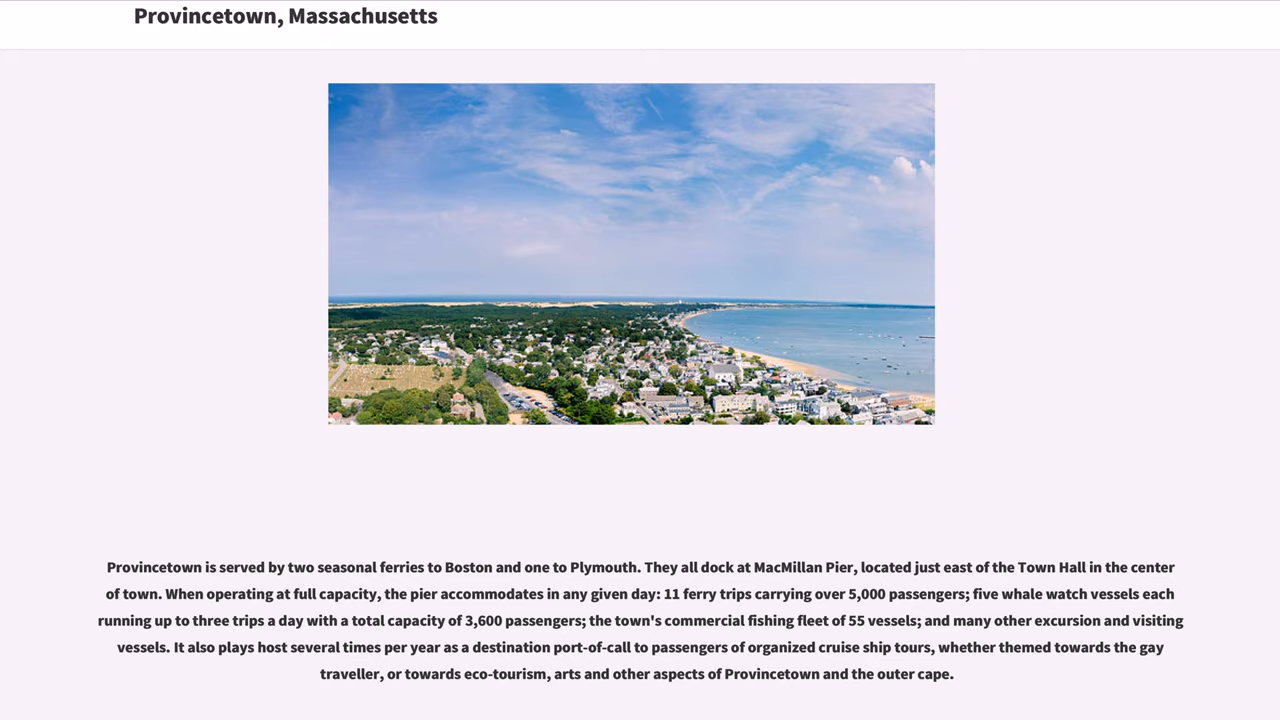 Provincetown, Massachusetts
Provincetown is served by two seasonal ferries to Boston and one to Plymouth. They all dock at MacMillan Pier, located just east of the Town Hall in the center
of town. When operating at full capacity, the pier accommodates in any given day: 11 ferry trips carrying over 5,000 passengers; five whale watch vessels each
running up to three trips a day with a total capacity of 3,600 passengers; the town's commercial fishing fleet of 55 vessels; and many other excursion and visiting
vessels. It also plays host several times per year as a destination port-of-call to passengers of organized cruise ship tours, whether themed towards the gay
traveller, or towards eco-tourism, arts and other aspects of Provincetown and the outer cape.